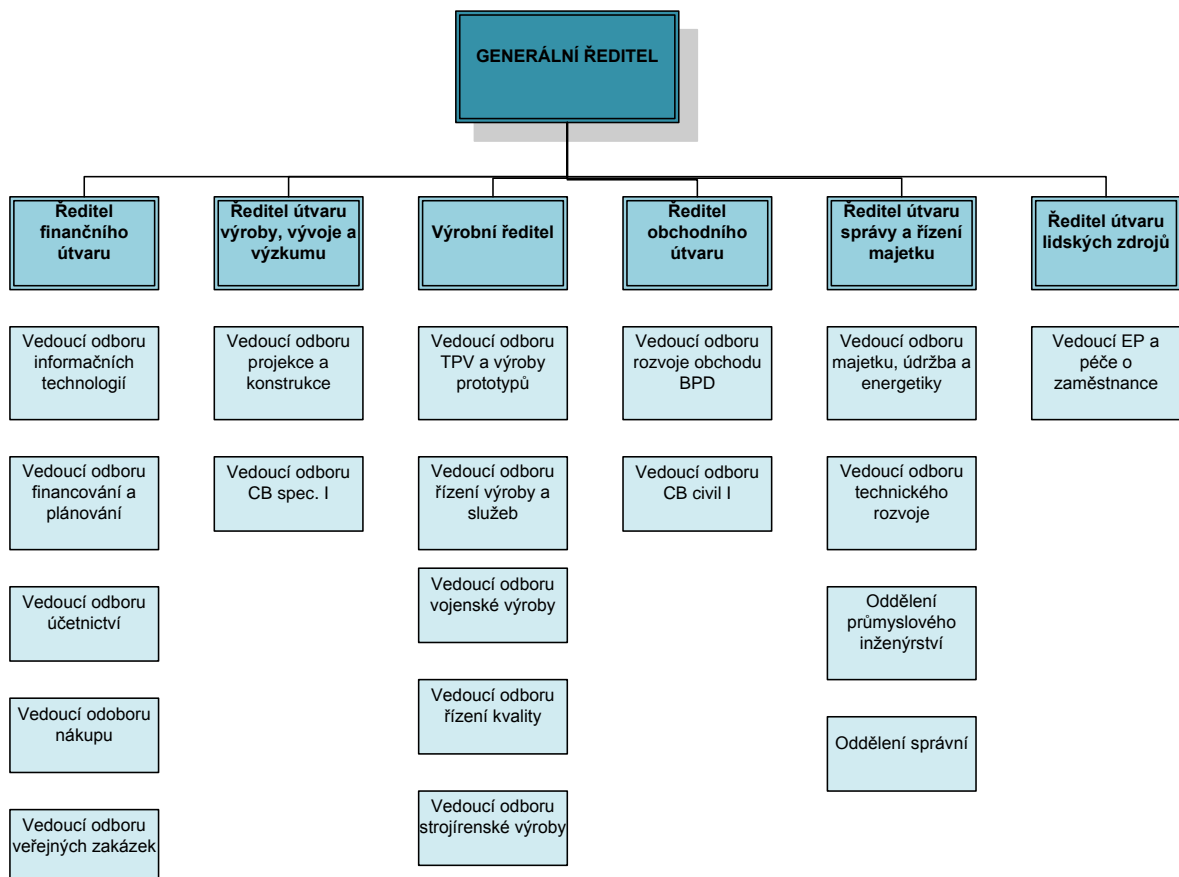 GENERÁLNÍ ŘEDITEL
Ředitel
finančního
útvaru
Ředitel útvaru
výroby, vývoje a
výzkumu
Výrobní ředitel
Ředitel
obchodního
útvaru
Ředitel útvaru
správy a řízení
majetku
Ředitel útvaru
lidských zdrojů
Vedoucí odboru
informačních
technologií
Vedoucí odboru
projekce a
konstrukce
Vedoucí odboru
TPV a výroby
prototypů
Vedoucí odboru
rozvoje obchodu
BPD
Vedoucí odboru
majetku, údržba a
energetiky
Vedoucí EP a
péče o
zaměstnance
Vedoucí odboru
financování a
plánování
Vedoucí odboru
CB spec. I
Vedoucí odboru
řízení výroby a
služeb
Vedoucí odboru
CB civil I
Vedoucí odboru
technického
rozvoje
Vedoucí odboru
účetnictví
Vedoucí odboru
vojenské výroby
Oddělení
průmyslového
inženýrství
Vedoucí odoboru
nákupu
Vedoucí odboru
řízení kvality
Oddělení správní
Vedoucí odboru
veřejných zakázek
Vedoucí odboru
strojírenské výroby